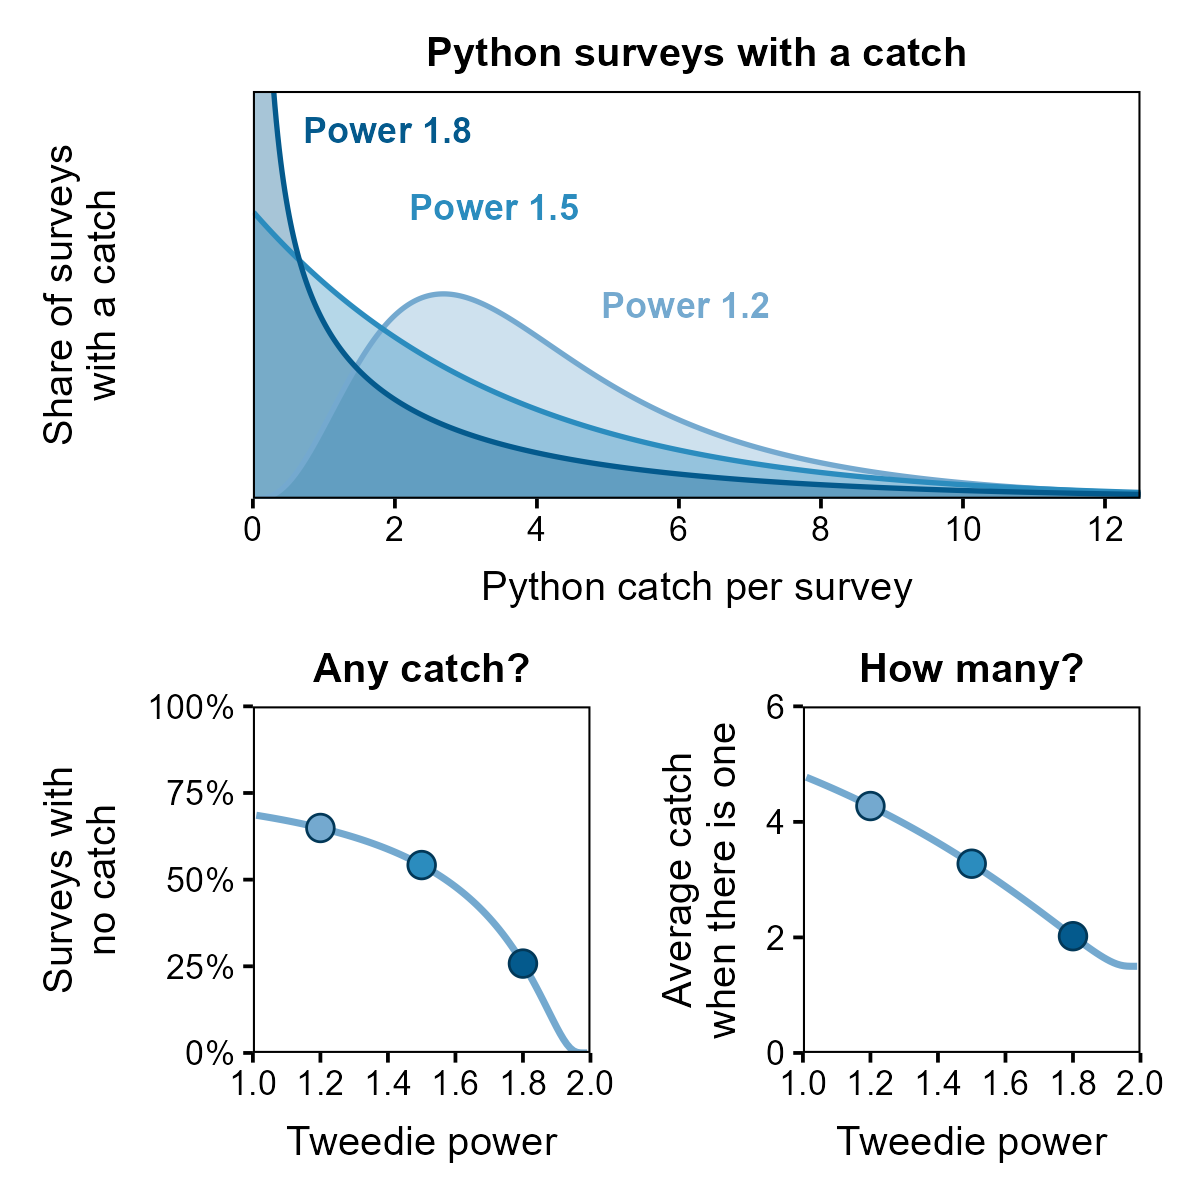 Python surveys with a catch
Share of surveys
with a catch
Power 1.8
Power 1.5
Power 1.2
0 2 4 6 8 10 12
Python catch per survey
Any catch?
Surveys with
no catch
100%
75%
50%
25%
0%
1.0 1.2 1.4 1.6 1.8 2.0
Tweedie power
How many?
Average catch
when there is one
6
4
2
0
1.0 1.2 1.4 1.6 1.8 2.0
Tweedie power